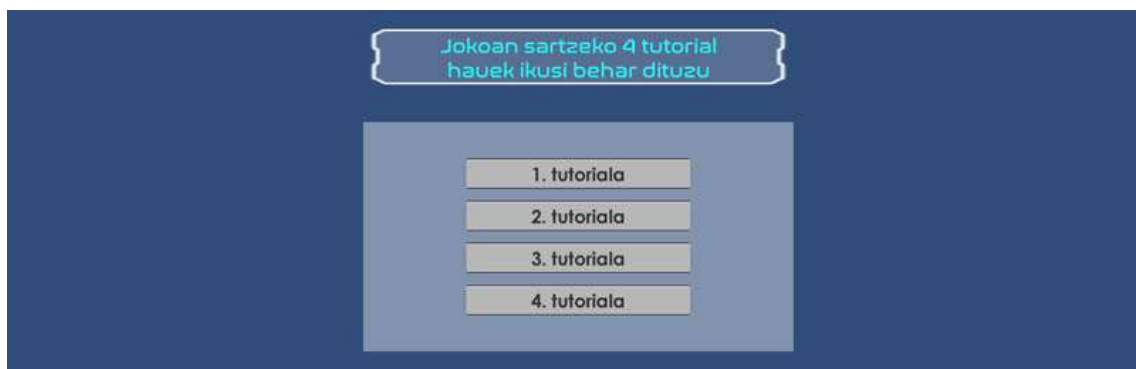 Jokoan sartzeko 4 tutorial
hauek ikusi behar dituzu
1. tutoriala
2. tutoriala
3. tutoriala
4. tutoriala